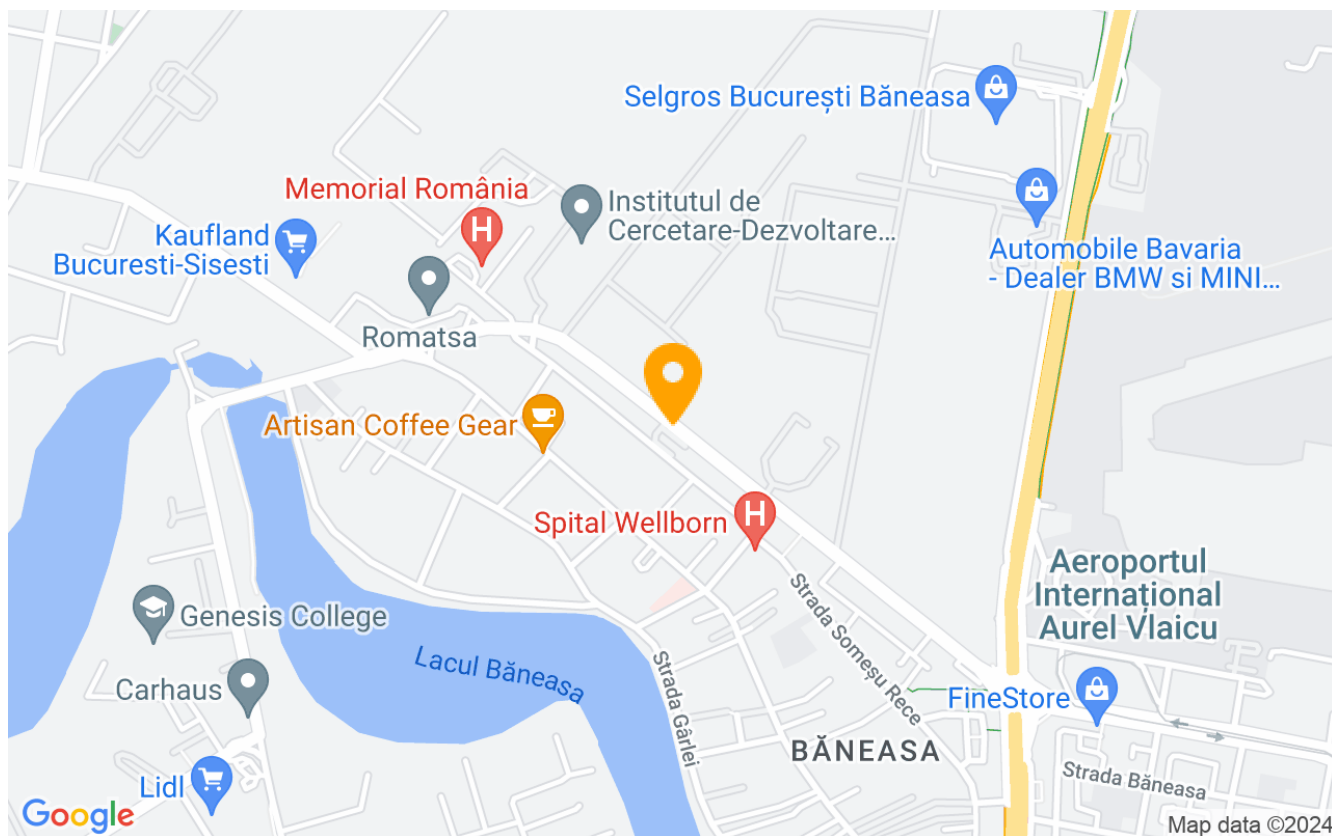 Selgros București Băneasa
Memorial România
Institutul de
Cercetare-Dezvoltare...
Kaufland
Bucuresti-Sisesti
Automobile Bavaria
- Dealer BMW si MINI...
Romatsa
Artisan Coffee Gear
Spital Wellborn
Aeroportul
Internațional
Aurel Vlaicu
Genesis College
Strada Someșu Rece
Lacul Băneasa
Strada Gârlei
Carhaus
FineStore
BĂNEASA
Lidl
Strada Băneasa
Google
Map data ©2024